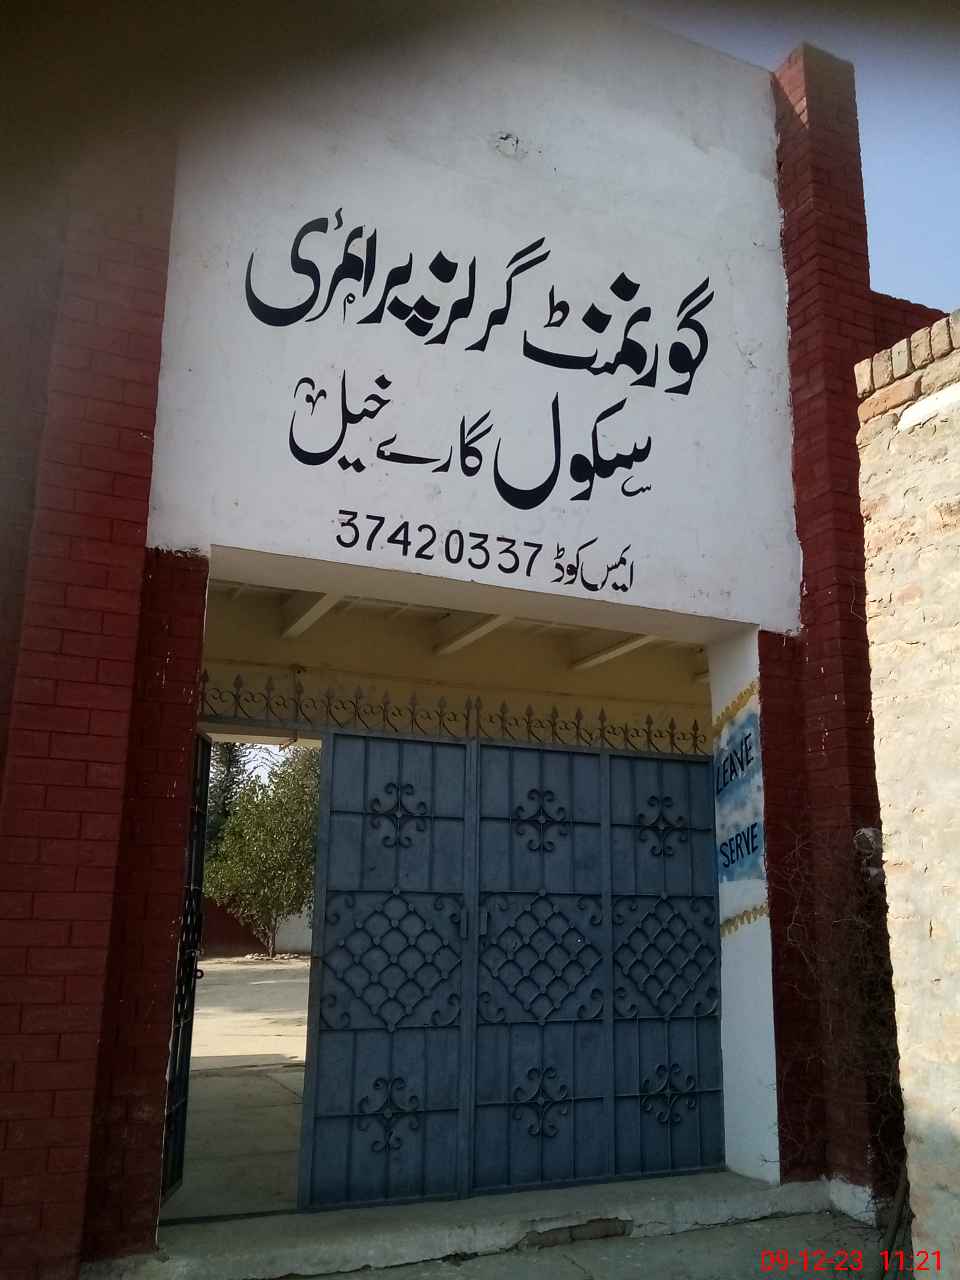 گورنمنٹ گرلز پرائمری
سکول گارے خیل
ایمس کوڈ 37420337
LEAVE
SERVE
09-12-23 11:21